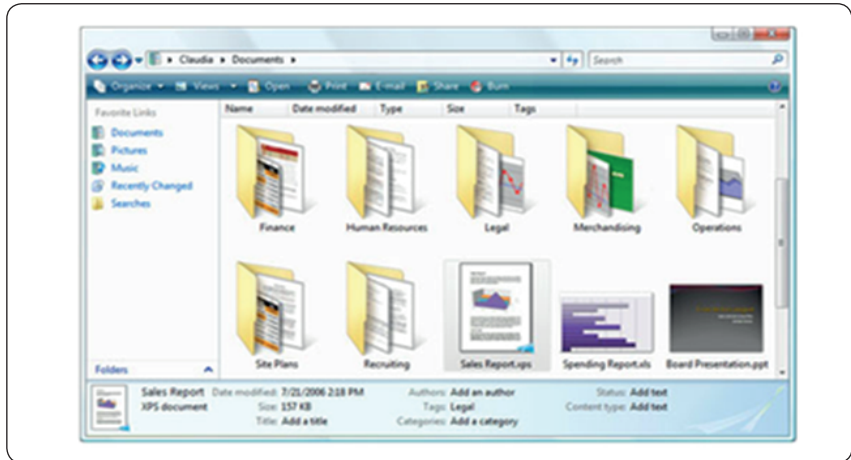 Claudia Documents
Search
Organize Views Open Print E-mail Share Burn
Favorite Links
Documents
Pictures
Music
Recently Changed
Searches
Folders
Name Date modified Type Size Tags
Finance Human Resources Legal Merchandising Operations
Site Plans Recruiting Sales Report.xps Spending Report.xls Board Presentation.ppt
Sales Report Date modified: 7/21/2006 2:18 PM Authors: Add an author Status: Add text
XPS document Size: 157 KB Tags: Legal Content type: Add text
Title: Add a title Categories: Add a category